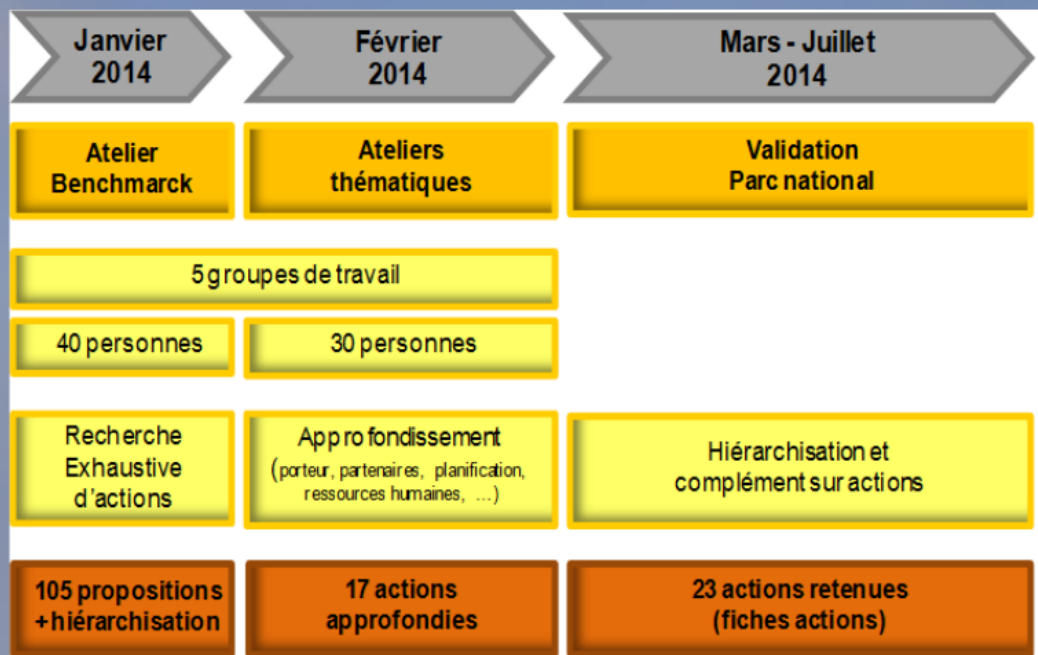 Janvier
2014
Février
2014
Mars - Juillet
2014
Atelier
Benchmarck
Ateliers
thématiques
Validation
Parc national
5 groupes de travail
40 personnes
30 personnes
Recherche
Exhaustive
d'actions
Approfondissement
(porteur, partenaires, planification,
ressources humaines, ...)
Hiérarchisation et
complément sur actions
105 propositions
+hiérarchisation
17 actions
approfondies
23 actions retenues
(fiches actions)